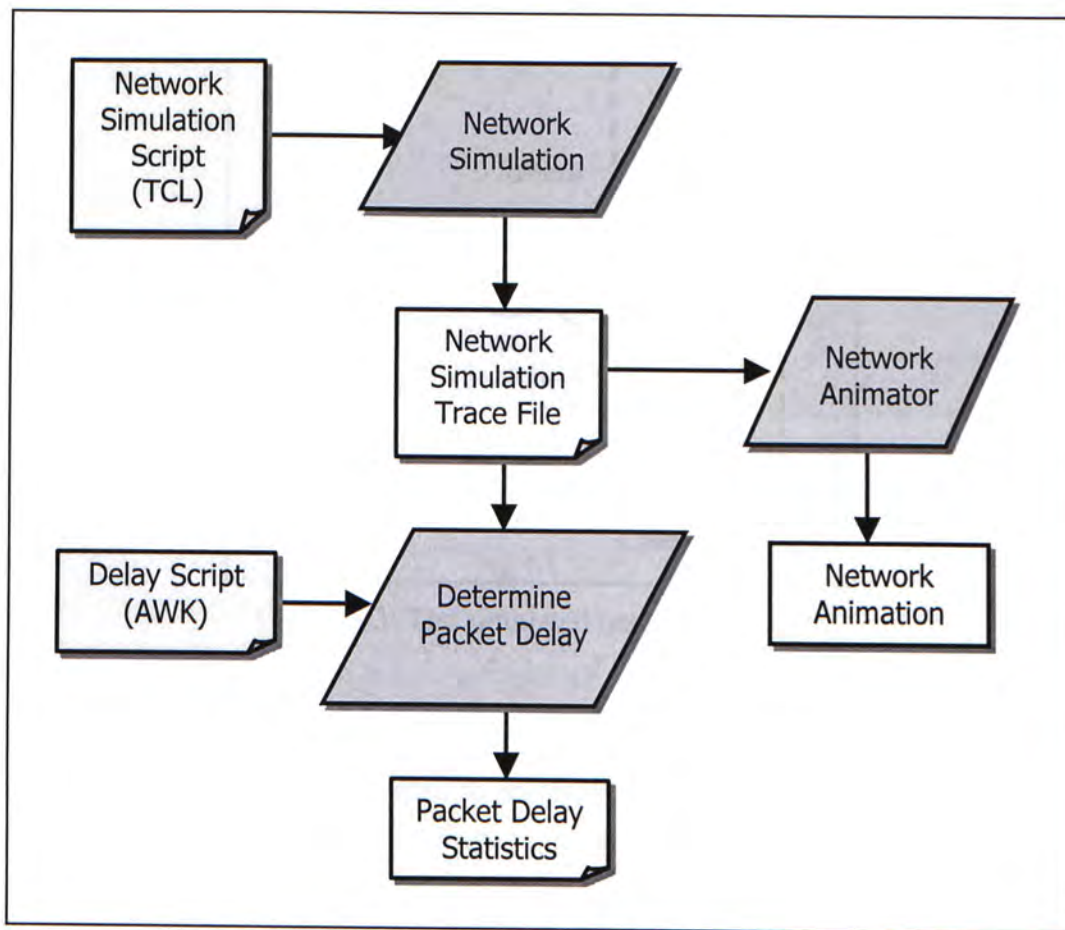 Network
Simulation
Script
(TCL)
Network
Simulation
Network
Simulation
Trace File
Network
Animator
Delay Script
(AWK)
Determine
Packet Delay
Network
Animation
Packet Delay
Statistics